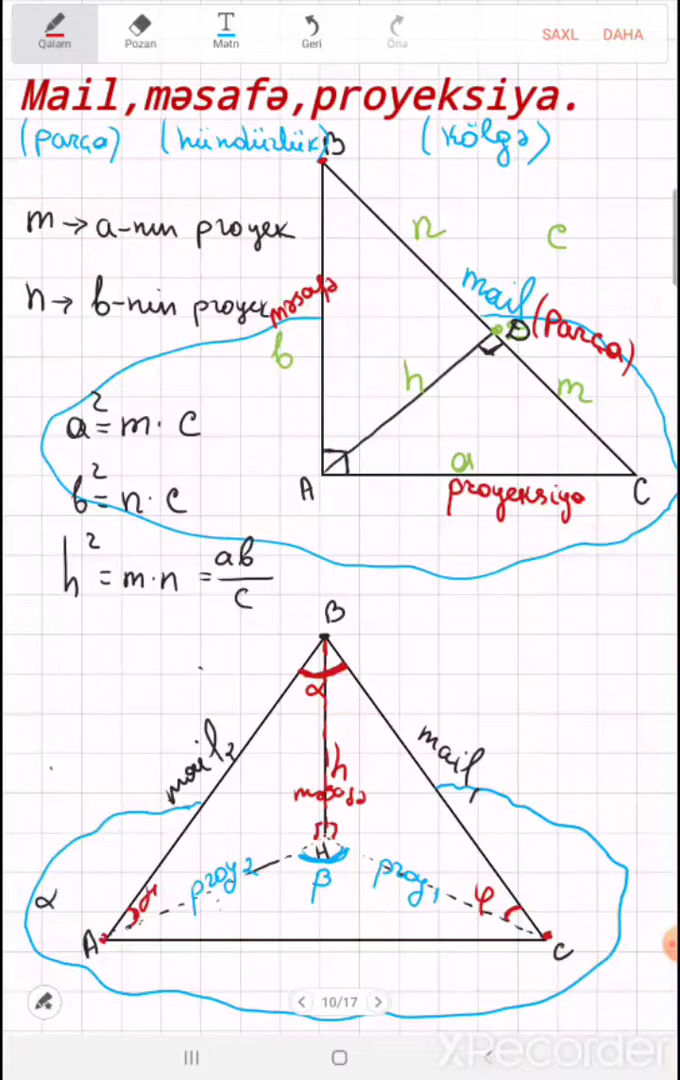 Qələm Pozan Mətn Geri Önə SAXL DAHA
Mail,məsafə,proyeksiya.
(parça) (hündürlük) (kölgə)
B
m → a-nın proyek
n
c
n → b-nin proyek
məsafə
mail (Parça)
D
b
h
m
a² = m · c
A
a
C
proyeksiya
b² = n · c
h² = m·n = ab/c
B
α
mail₂
mail₁
h
məsafə
H
proy₂
proy₁
β
α
φ
A
C
10/17
XRecorder